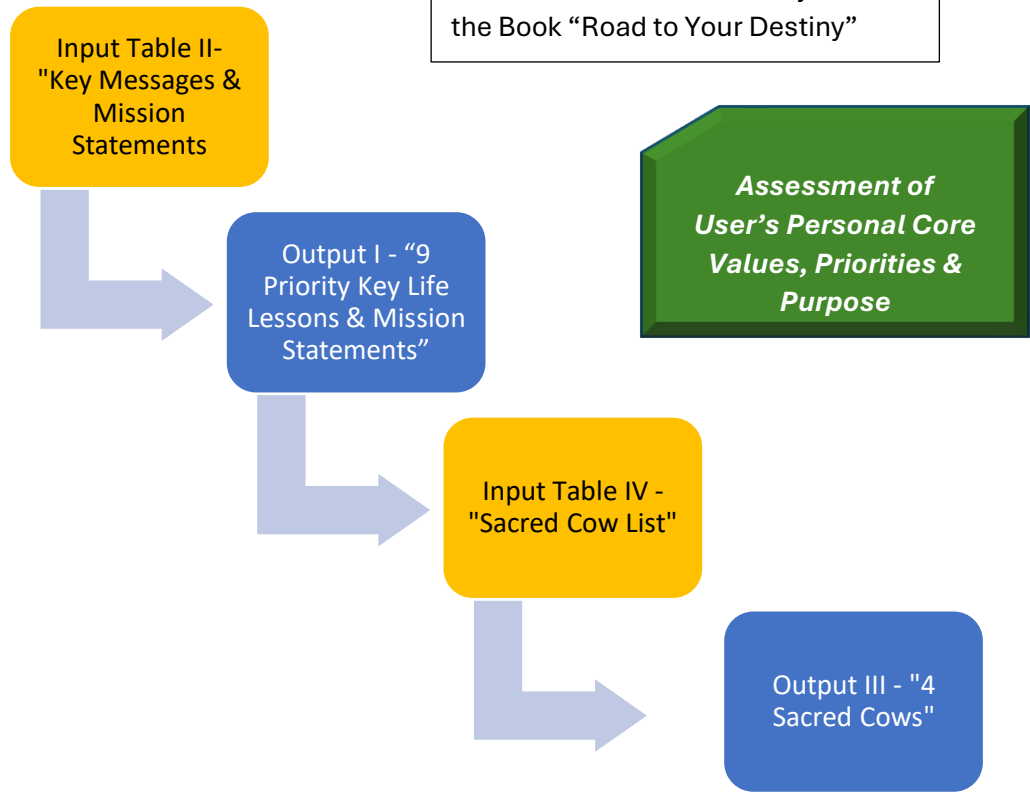 the Book “Road to Your Destiny”
Input Table II-
"Key Messages &
Mission
Statements
Assessment of
User’s Personal Core
Values, Priorities &
Purpose
Output I - “9
Priority Key Life
Lessons & Mission
Statements”
Input Table IV -
"Sacred Cow List"
Output III - "4
Sacred Cows"